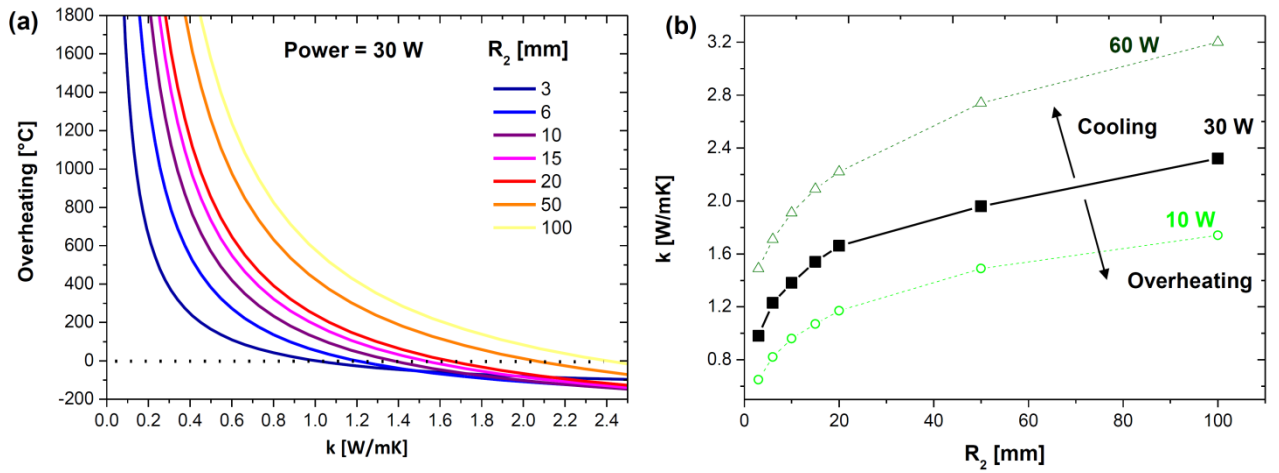 (a)
Power = 30 W
R2 [mm]
3
6
10
15
20
50
100
Overheating [°C]
1800
1600
1400
1200
1000
800
600
400
200
0
-200
0.0 0.2 0.4 0.6 0.8 1.0 1.2 1.4 1.6 1.8 2.0 2.2 2.4
k [W/mK]
(b)
60 W
Cooling
30 W
10 W
Overheating
k [W/mK]
3.2
2.8
2.4
2.0
1.6
1.2
0.8
0 20 40 60 80 100
R2 [mm]